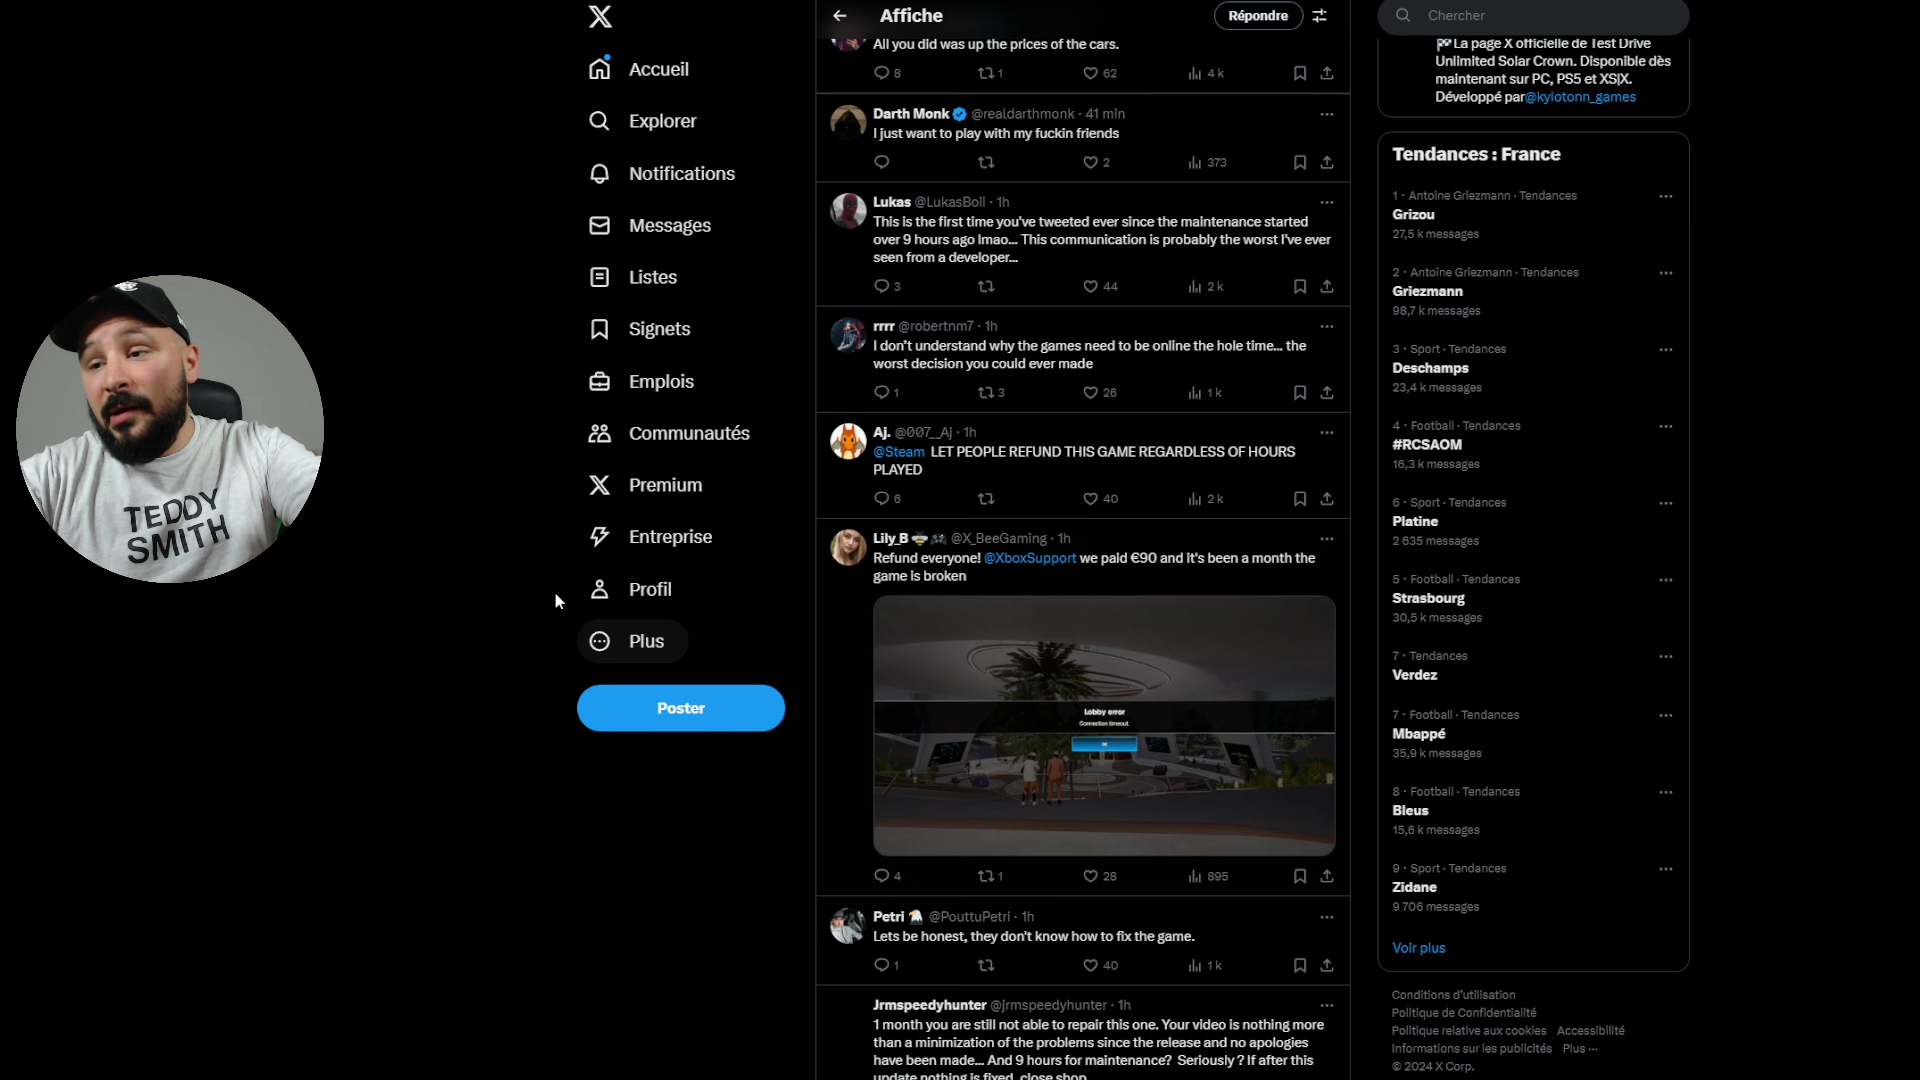 Accueil
Explorer
Notifications
Messages
Listes
Signets
Emplois
Communautés
Premium
Entreprise
Profil
Plus
Poster
TEDDY
SMITH
Affiche
Répondre
All you did was up the prices of the cars.
8 1 62 4 k
Darth Monk @realdarthmonk · 41 min
I just want to play with my fuckin friends
2 373
Lukas @LukasBoii · 1h
This is the first time you've tweeted ever since the maintenance started
over 9 hours ago lmao... This communication is probably the worst I've ever
seen from a developer...
3 44 2 k
rrrr @robertnm7 · 1h
I don't understand why the games need to be online the hole time... the
worst decision you could ever made
1 3 26 1 k
Aj. @007__Aj · 1h
@Steam LET PEOPLE REFUND THIS GAME REGARDLESS OF HOURS
PLAYED
6 40 2 k
Lily_B @X_BeeGaming · 1h
Refund everyone! @XboxSupport we paid €90 and it's been a month the
game is broken
Lobby error
Connection timeout.
OK
4 1 28 895
Petri @PouttuPetri · 1h
Lets be honest, they don't know how to fix the game.
1 40 1 k
Jrmspeedyhunter @jrmspeedyhunter · 1h
1 month you are still not able to repair this one. Your video is nothing more
than a minimization of the problems since the release and no apologies
have been made... And 9 hours for maintenance? Seriously ? If after this
update nothing is fixed, close shop
Chercher
La page X officielle de Test Drive
Unlimited Solar Crown. Disponible dès
maintenant sur PC, PS5 et XS|X.
Développé par@kylotonn_games
Tendances : France
1 · Antoine Griezmann · Tendances
Grizou
27,5 k messages
2 · Antoine Griezmann · Tendances
Griezmann
98,7 k messages
3 · Sport · Tendances
Deschamps
23,4 k messages
4 · Football · Tendances
#RCSAOM
16,3 k messages
6 · Sport · Tendances
Platine
2 635 messages
5 · Football · Tendances
Strasbourg
30,5 k messages
7 · Tendances
Verdez
7 · Football · Tendances
Mbappé
35,9 k messages
8 · Football · Tendances
Bleus
15,6 k messages
9 · Sport · Tendances
Zidane
9 706 messages
Voir plus
Conditions d'utilisation
Politique de Confidentialité
Politique relative aux cookies Accessibilité
Informations sur les publicités Plus ···
© 2024 X Corp.